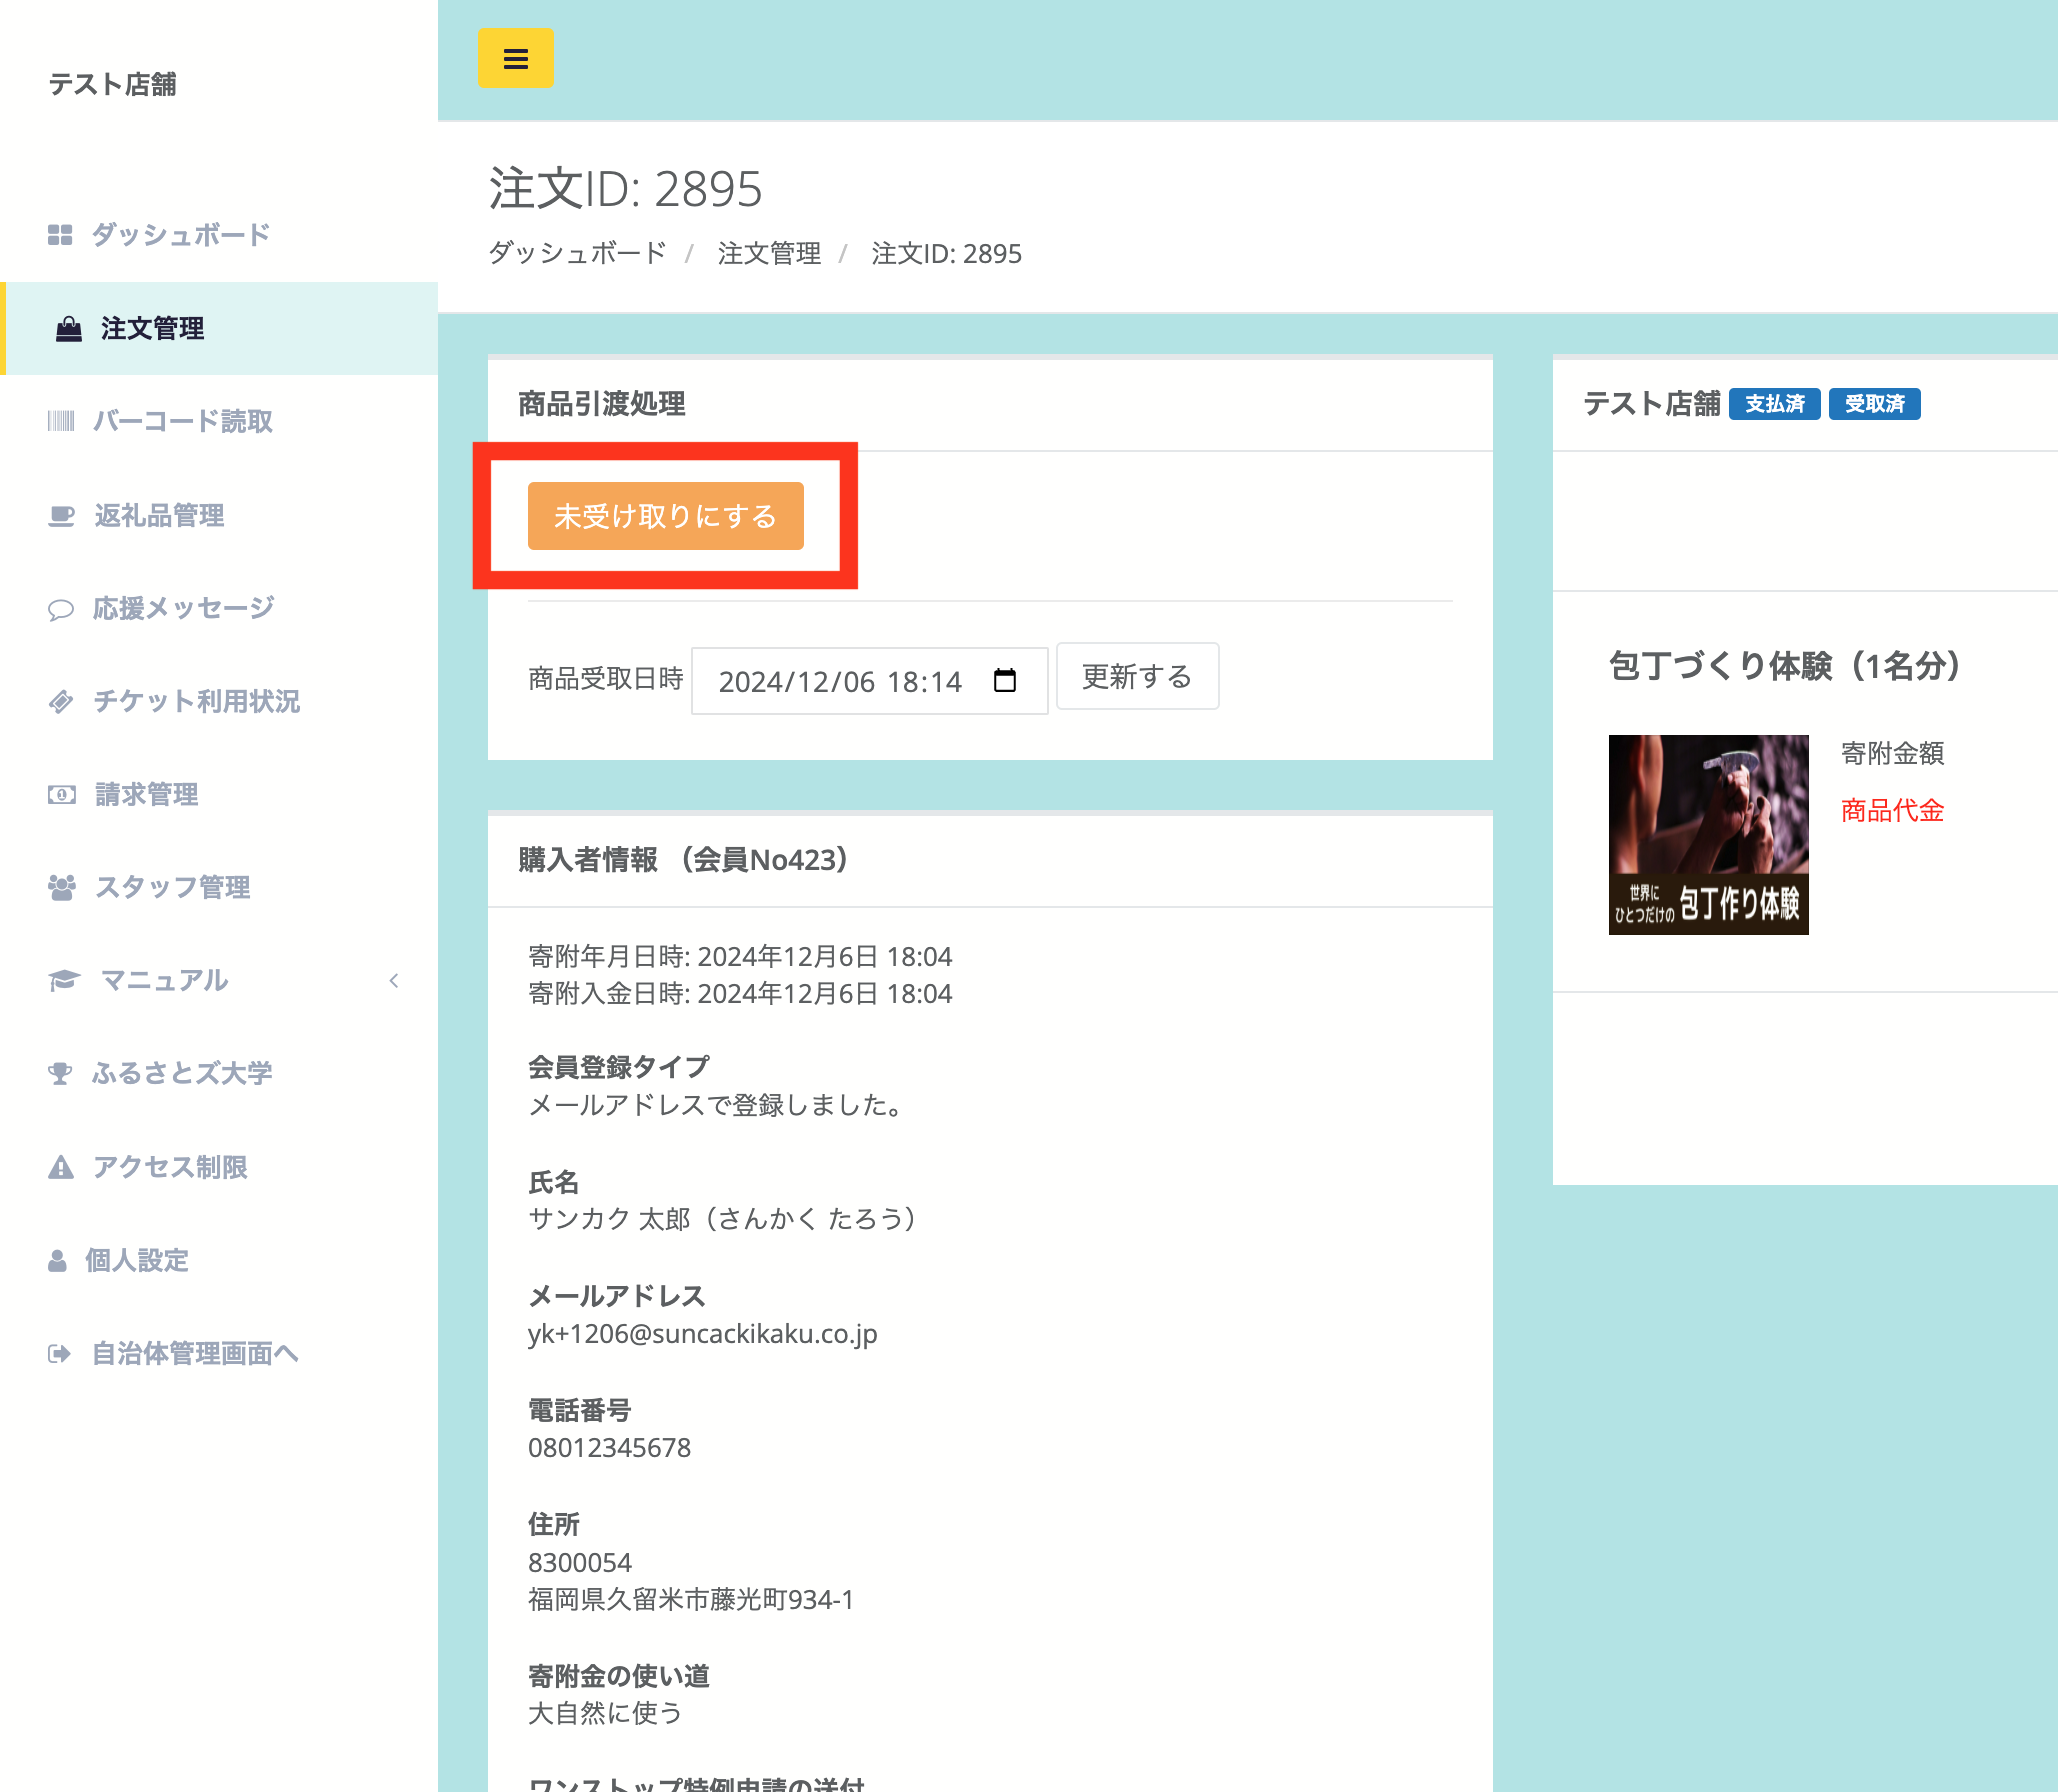 テスト店舗
ダッシュボード
注文管理
バーコード読取
返礼品管理
応援メッセージ
チケット利用状況
請求管理
スタッフ管理
マニュアル
ふるさとズ大学
アクセス制限
個人設定
自治体管理画面へ
注文ID: 2895
ダッシュボード / 注文管理 / 注文ID: 2895
商品引渡処理
未受け取りにする
商品受取日時 2024/12/06 18:14 更新する
購入者情報 （会員No423）
寄附年月日時: 2024年12月6日 18:04
寄附入金日時: 2024年12月6日 18:04
会員登録タイプ
メールアドレスで登録しました。
氏名
サンカク 太郎（さんかく たろう）
メールアドレス
yk+1206@suncackikaku.co.jp
電話番号
08012345678
住所
8300054
福岡県久留米市藤光町934-1
寄附金の使い道
大自然に使う
ワンストップ特例申請の送付
テスト店舗 支払済 受取済
包丁づくり体験（1名分）
世界に
ひとつだけの 包丁作り体験
寄附金額
商品代金